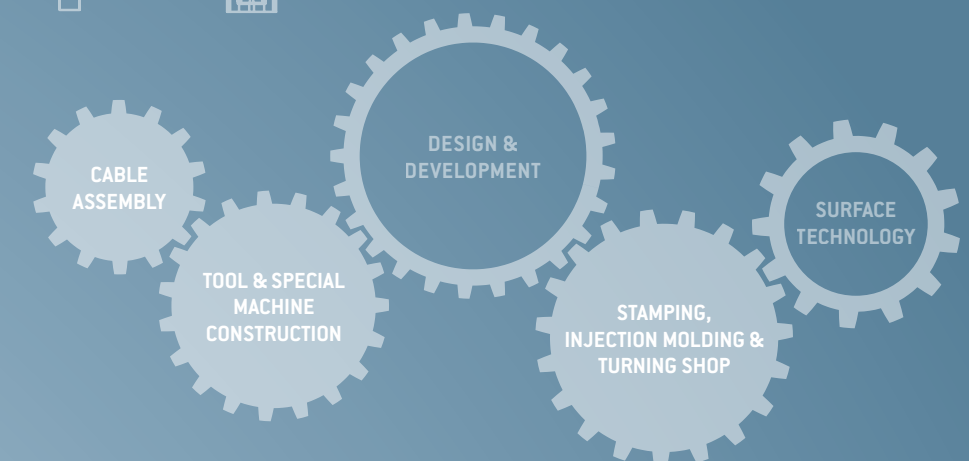 DESIGN &
DEVELOPMENT
CABLE
ASSEMBLY
SURFACE
TECHNOLOGY
TOOL & SPECIAL
MACHINE
CONSTRUCTION
STAMPING,
INJECTION MOLDING &
TURNING SHOP